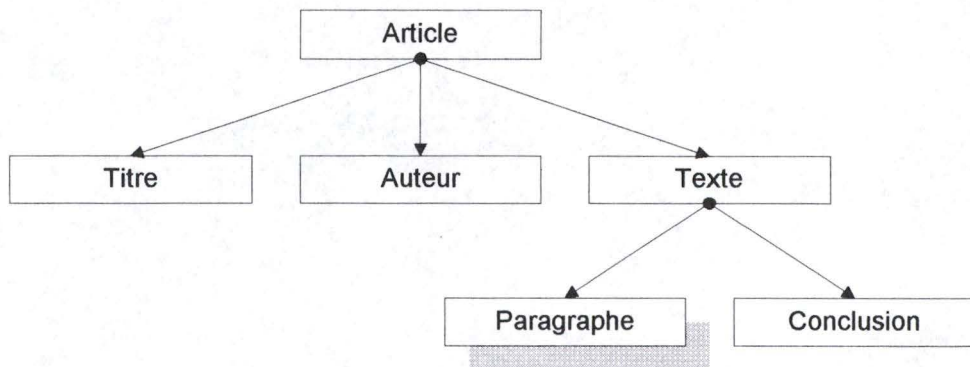 Article
Titre
Auteur
Texte
Paragraphe
Conclusion